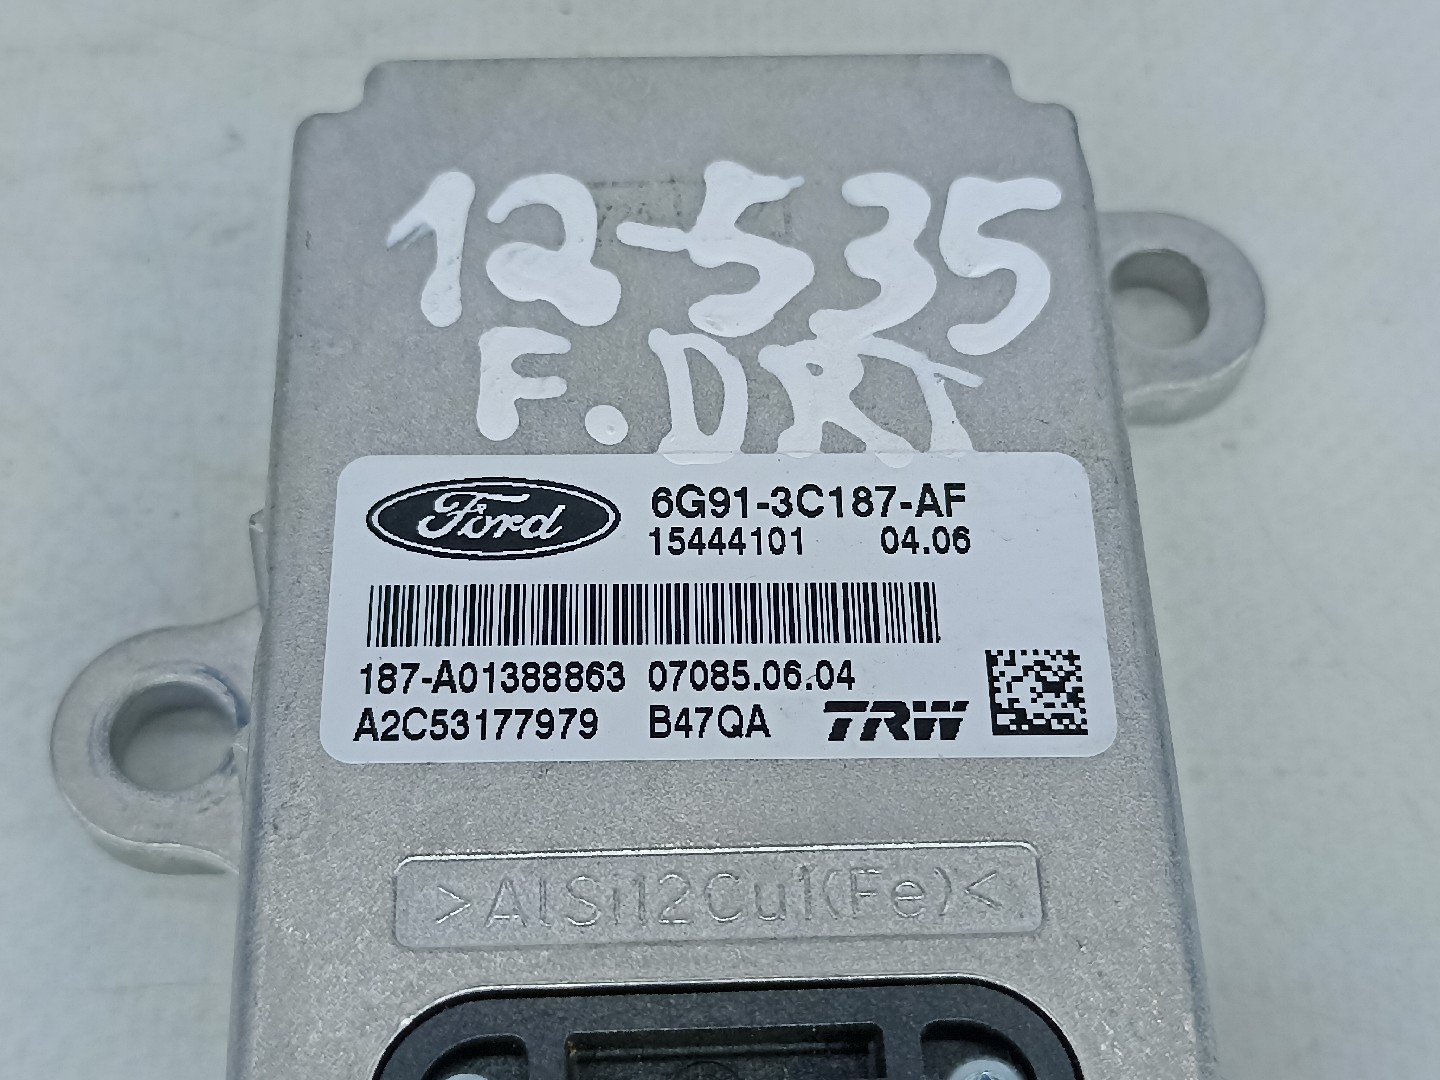 12-535
F.DRT
Ford
6G91-3C187-AF
15444101 04.06
187-A01388863 07085.06.04
A2C53177979 B47QA TRW
>AlSi12Cu1(Fe)<